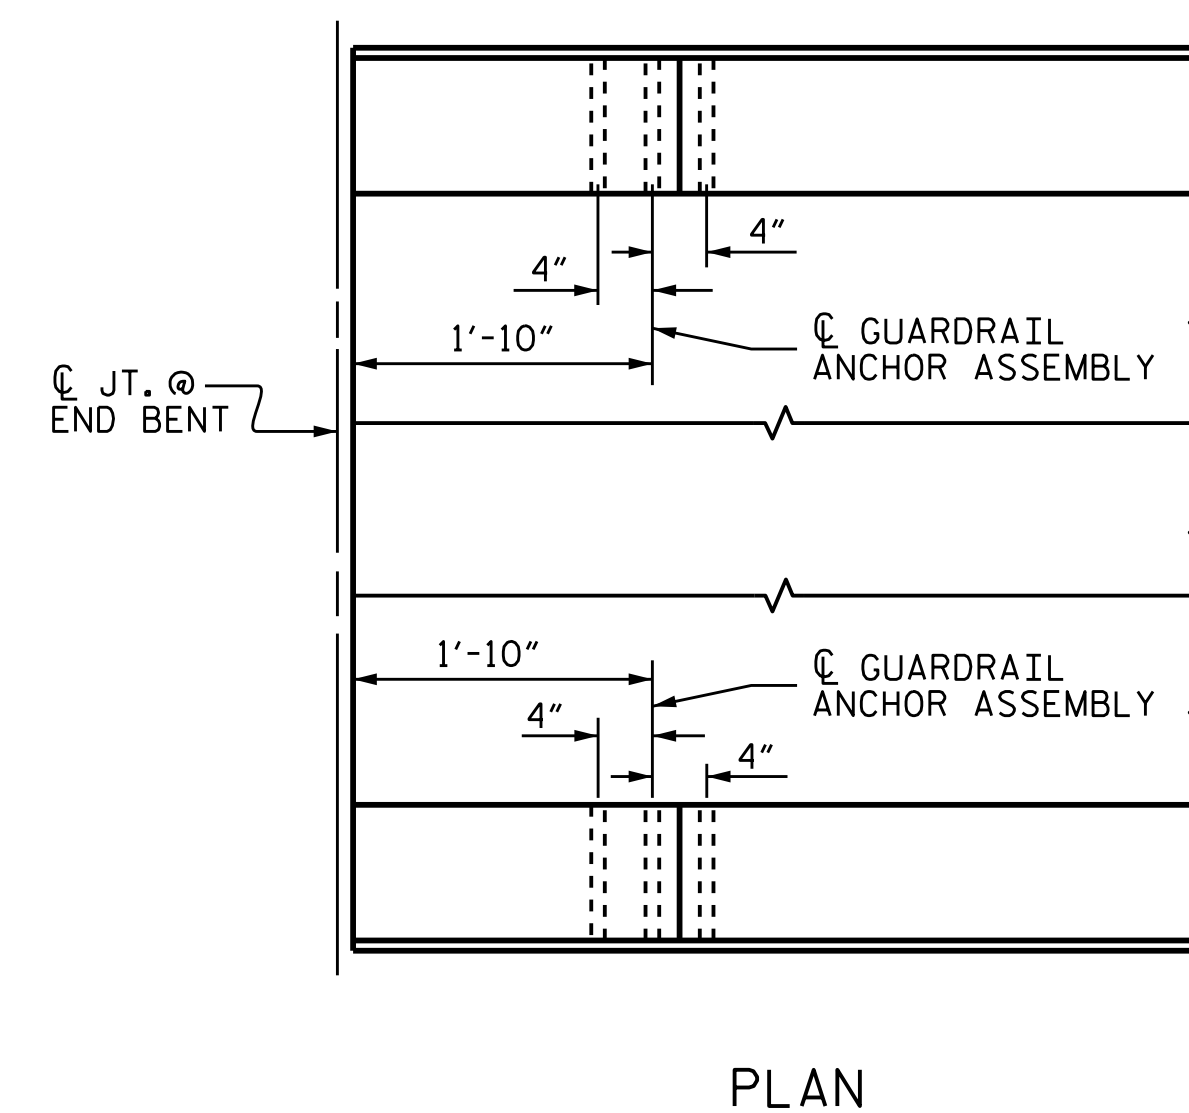 4"
4"
1'-10"
℄ GUARDRAIL
ANCHOR ASSEMBLY
℄ JT. @
END BENT
1'-10"
℄ GUARDRAIL
ANCHOR ASSEMBLY
4"
4"
PLAN